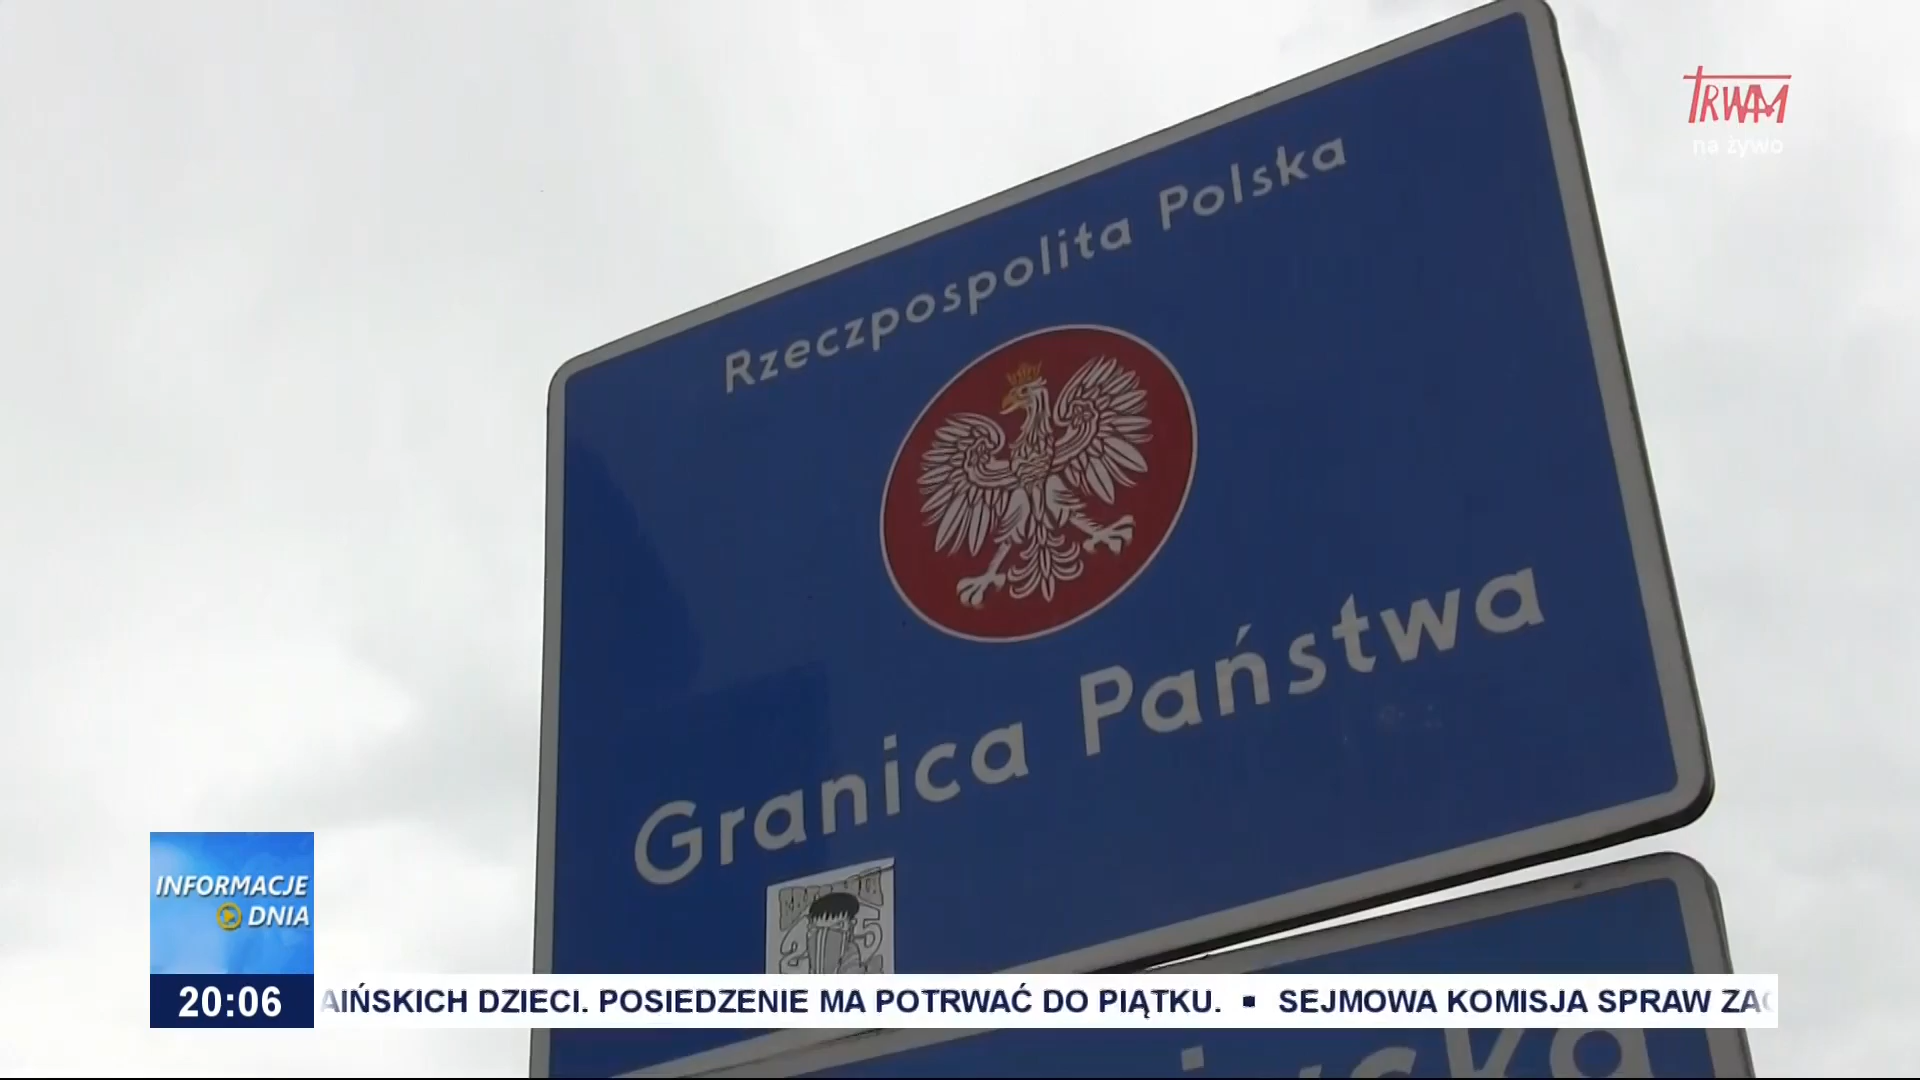 TRWAM
na żywo
Rzeczpospolita Polska
Granica Państwa
INFORMACJE
DNIA
20:06
AIŃSKICH DZIECI. POSIEDZENIE MA POTRWAĆ DO PIĄTKU. ▪ SEJMOWA KOMISJA SPRAW ZAG